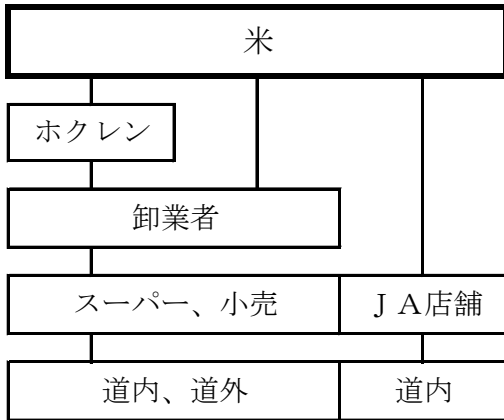 米
ホクレン
卸業者
スーパー、小売
ＪＡ店舗
道内、道外
道内